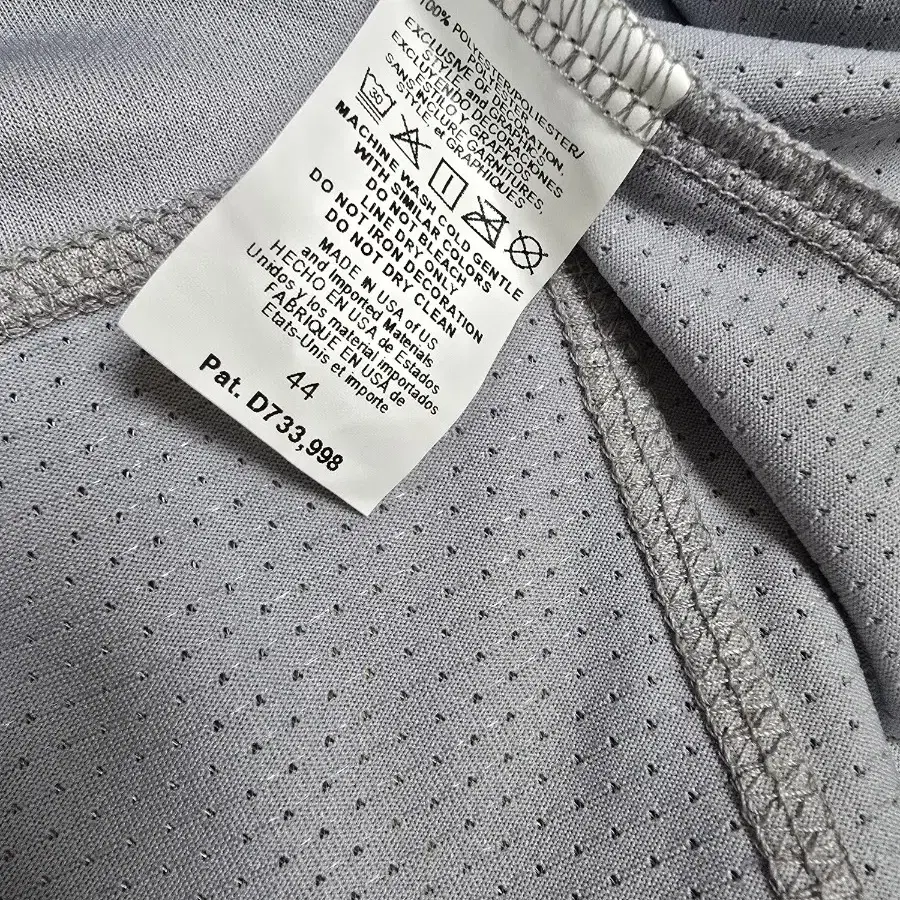 100% POLYESTER/POLIESTER/
POLYESTER
EXCLUSIVE OF DECORATION,
STYLE and GRAPHICS
EXCLUYENDO DECORACIONES
ESTILO Y GRAFICOS
SANS INCLURE GARNITURES,
et GRAPHIQUES
30
MACHINE WASH COLD GENTLE
WITH SIMILAR COLORS
DO NOT BLEACH
LINE DRY ONLY
DO NOT IRON DECORATION
DO NOT DRY CLEAN
MADE IN USA of US
and Imported Materials
HECHO EN USA de Estados
Unidos y los material importados
FABRIQUE EN USA de
Etats-Unis et importe
44
Pat. D733,998